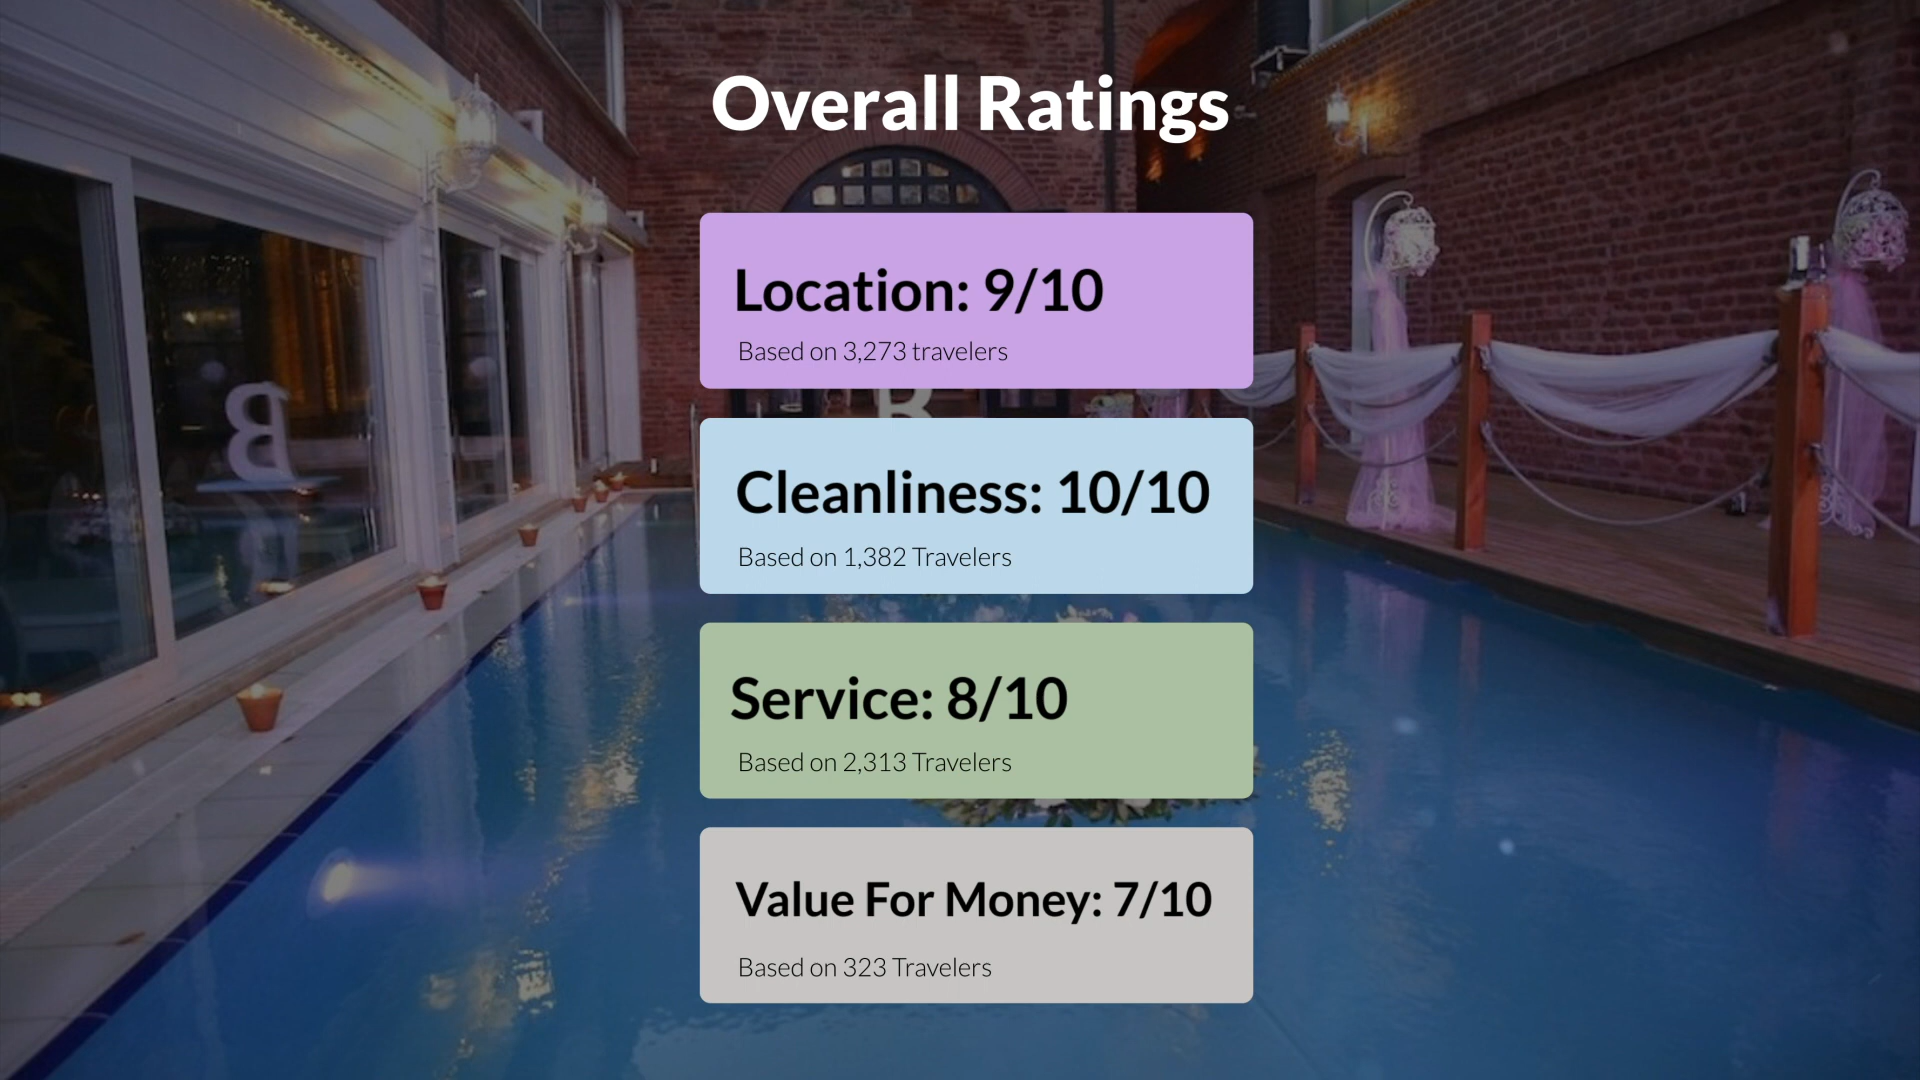 Overall Ratings
Location: 9/10
Based on 3,273 travelers
Cleanliness: 10/10
Based on 1,382 Travelers
Service: 8/10
Based on 2,313 Travelers
Value For Money: 7/10
Based on 323 Travelers
B
B